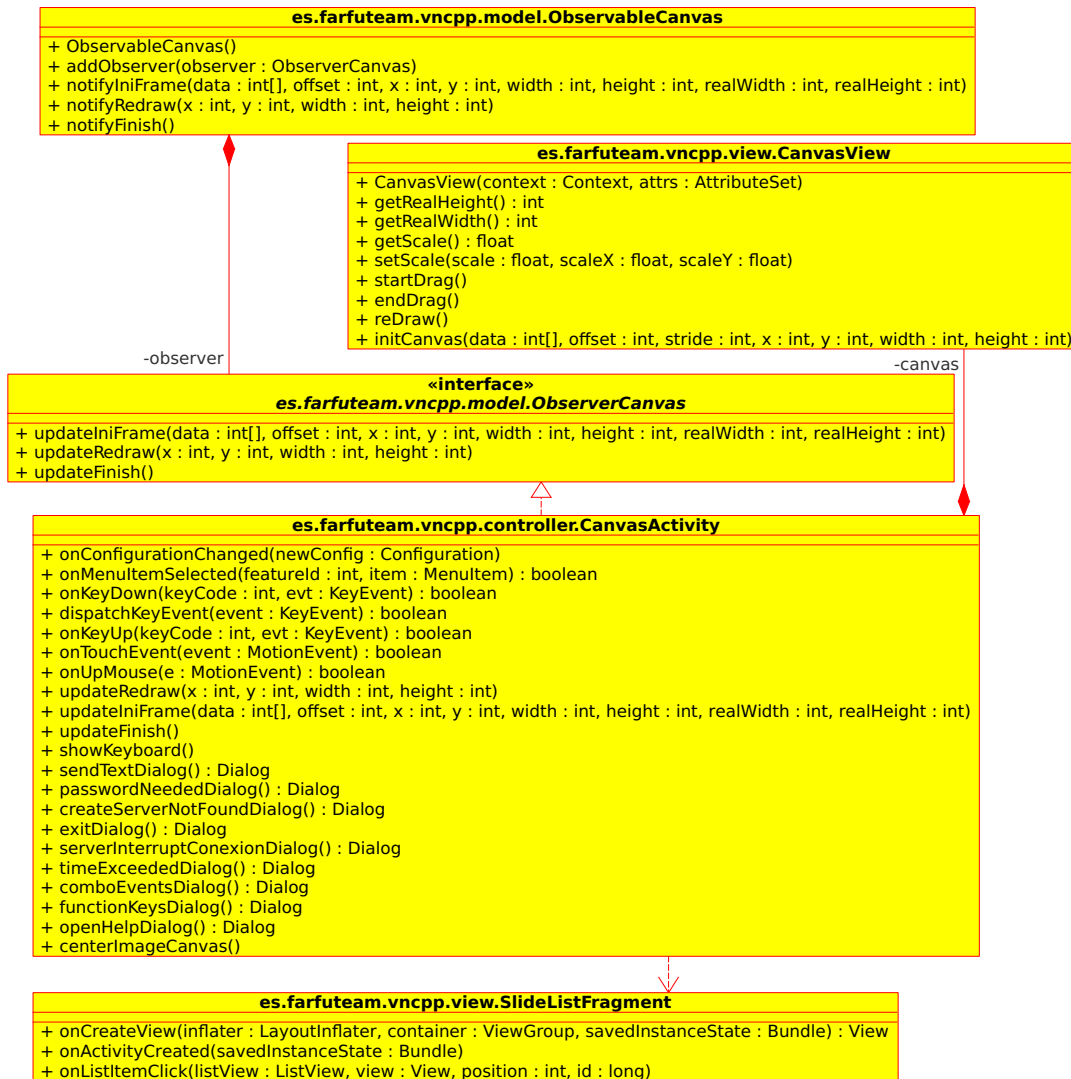 es.farfuteam.vncpp.model.ObservableCanvas
+ ObservableCanvas()
+ addObserver(observer : ObserverCanvas)
+ notifyIniFrame(data : int[], offset : int, x : int, y : int, width : int, height : int, realWidth : int, realHeight : int)
+ notifyRedraw(x : int, y : int, width : int, height : int)
+ notifyFinish()
es.farfuteam.vncpp.view.CanvasView
+ CanvasView(context : Context, attrs : AttributeSet)
+ getRealHeight() : int
+ getRealWidth() : int
+ getScale() : float
+ setScale(scale : float, scaleX : float, scaleY : float)
+ startDrag()
+ endDrag()
+ reDraw()
+ initCanvas(data : int[], offset : int, stride : int, x : int, y : int, width : int, height : int)
-observer
-canvas
«interface»
es.farfuteam.vncpp.model.ObserverCanvas
+ updateIniFrame(data : int[], offset : int, x : int, y : int, width : int, height : int, realWidth : int, realHeight : int)
+ updateRedraw(x : int, y : int, width : int, height : int)
+ updateFinish()
es.farfuteam.vncpp.controller.CanvasActivity
+ onConfigurationChanged(newConfig : Configuration)
+ onMenuItemSelected(featureId : int, item : MenuItem) : boolean
+ onKeyDown(keyCode : int, evt : KeyEvent) : boolean
+ dispatchKeyEvent(event : KeyEvent) : boolean
+ onKeyUp(keyCode : int, evt : KeyEvent) : boolean
+ onTouchEvent(event : MotionEvent) : boolean
+ onUpMouse(e : MotionEvent) : boolean
+ updateRedraw(x : int, y : int, width : int, height : int)
+ updateIniFrame(data : int[], offset : int, x : int, y : int, width : int, height : int, realWidth : int, realHeight : int)
+ updateFinish()
+ showKeyboard()
+ sendTextDialog() : Dialog
+ passwordNeededDialog() : Dialog
+ createServerNotFoundDialog() : Dialog
+ exitDialog() : Dialog
+ serverInterruptConexionDialog() : Dialog
+ timeExceededDialog() : Dialog
+ comboEventsDialog() : Dialog
+ functionKeysDialog() : Dialog
+ openHelpDialog() : Dialog
+ centerImageCanvas()
es.farfuteam.vncpp.view.SlideListFragment
+ onCreateView(inflater : LayoutInflater, container : ViewGroup, savedInstanceState : Bundle) : View
+ onActivityCreated(savedInstanceState : Bundle)
+ onListItemClick(listView : ListView, view : View, position : int, id : long)